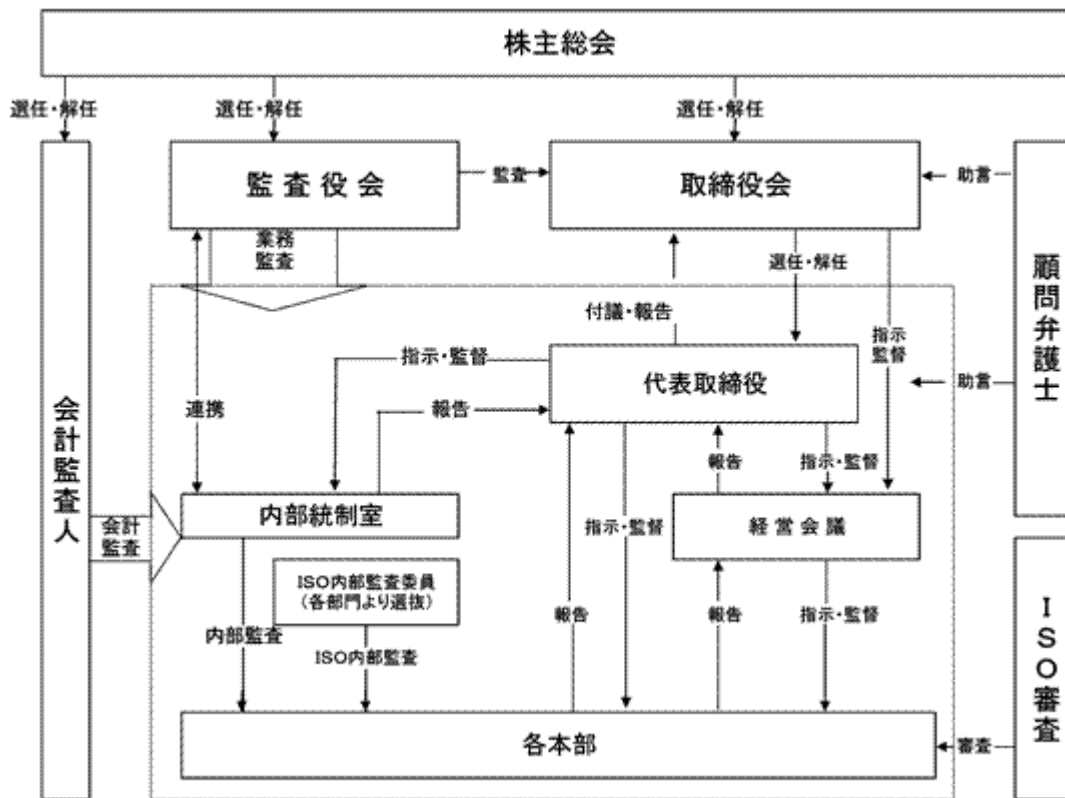 株主総会
選任・解任
選任・解任
選任・解任
監査役会
監査
取締役会
助言
顧問弁護士
業務
監査
選任・解任
付議・報告
指示
監督
指示・監督
代表取締役
助言
連携
報告
会計監査人
報告
指示・監督
内部統制室
会計
監査
指示・監督
経営会議
ISO内部監査委員
（各部門より選抜）
報告
報告
指示・監督
内部監査
ISO内部監査
ISO審査
各本部
審査